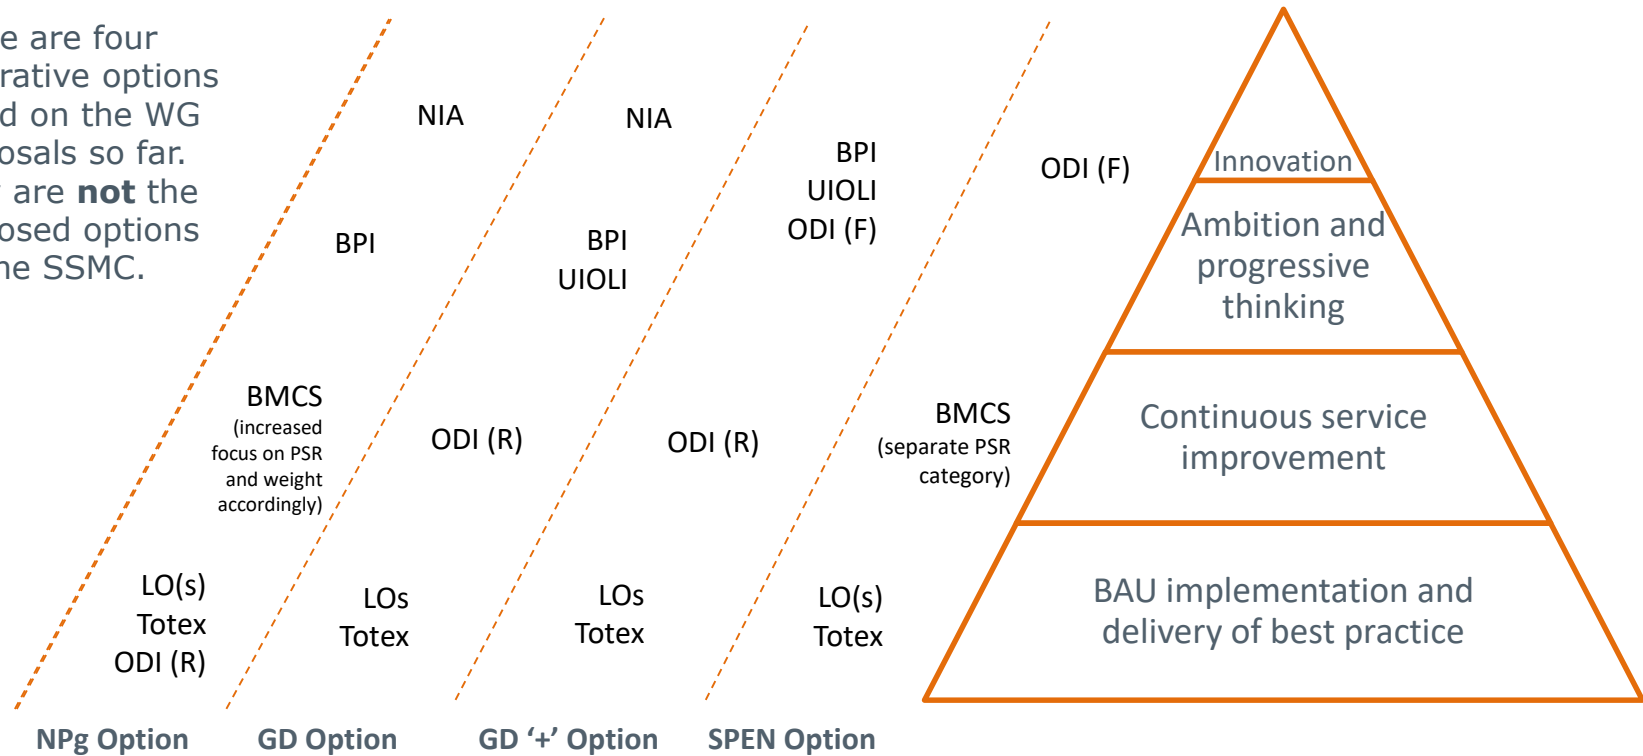 e are four
rative options
d on the WG
osals so far.
are not the
osed options
ne SSMC.
NIA
BPI
BMCS
(increased
focus on PSR
and weight
accordingly)
LO(s)
Totex
ODI (R)
NPg Option
NIA
BPI
UIOLI
ODI (R)
LOs
Totex
GD Option
BPI
UIOLI
ODI (F)
ODI (R)
LOs
Totex
GD ‘+’ Option
ODI (F)
BMCS
(separate PSR
category)
LO(s)
Totex
SPEN Option
Innovation
Ambition and
progressive
thinking
Continuous service
improvement
BAU implementation and
delivery of best practice